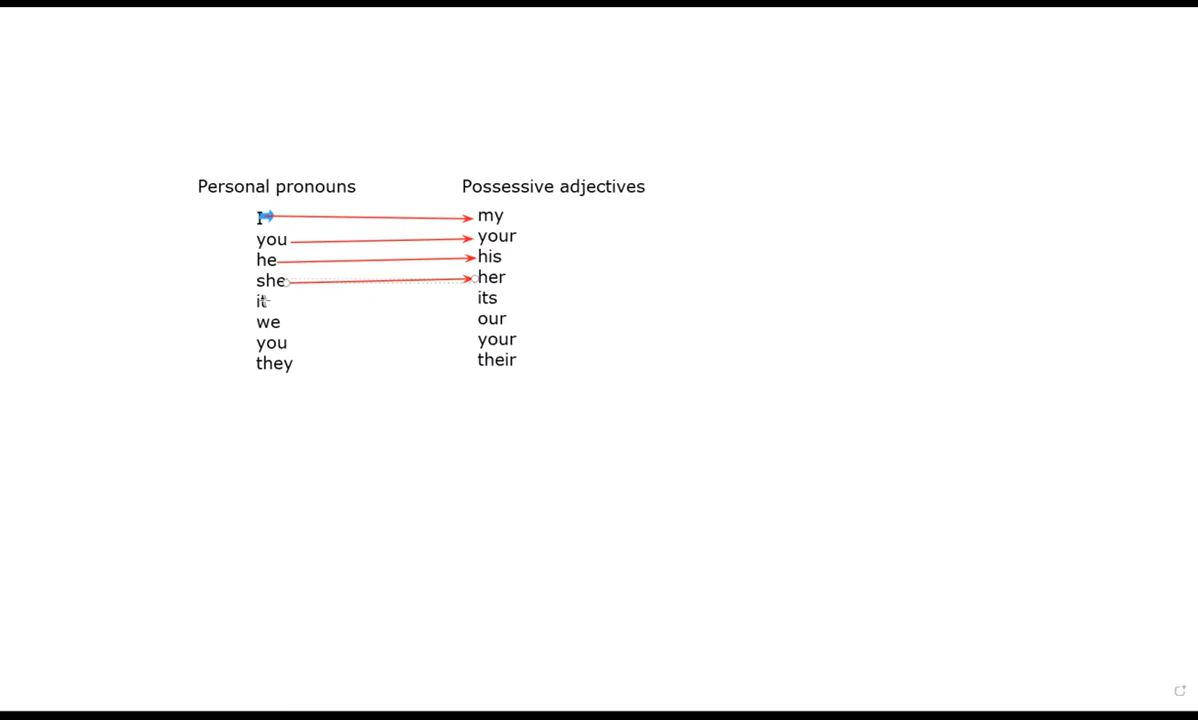 Personal pronouns Possessive adjectives
I my
you your
he his
she her
it its
we our
you your
they their